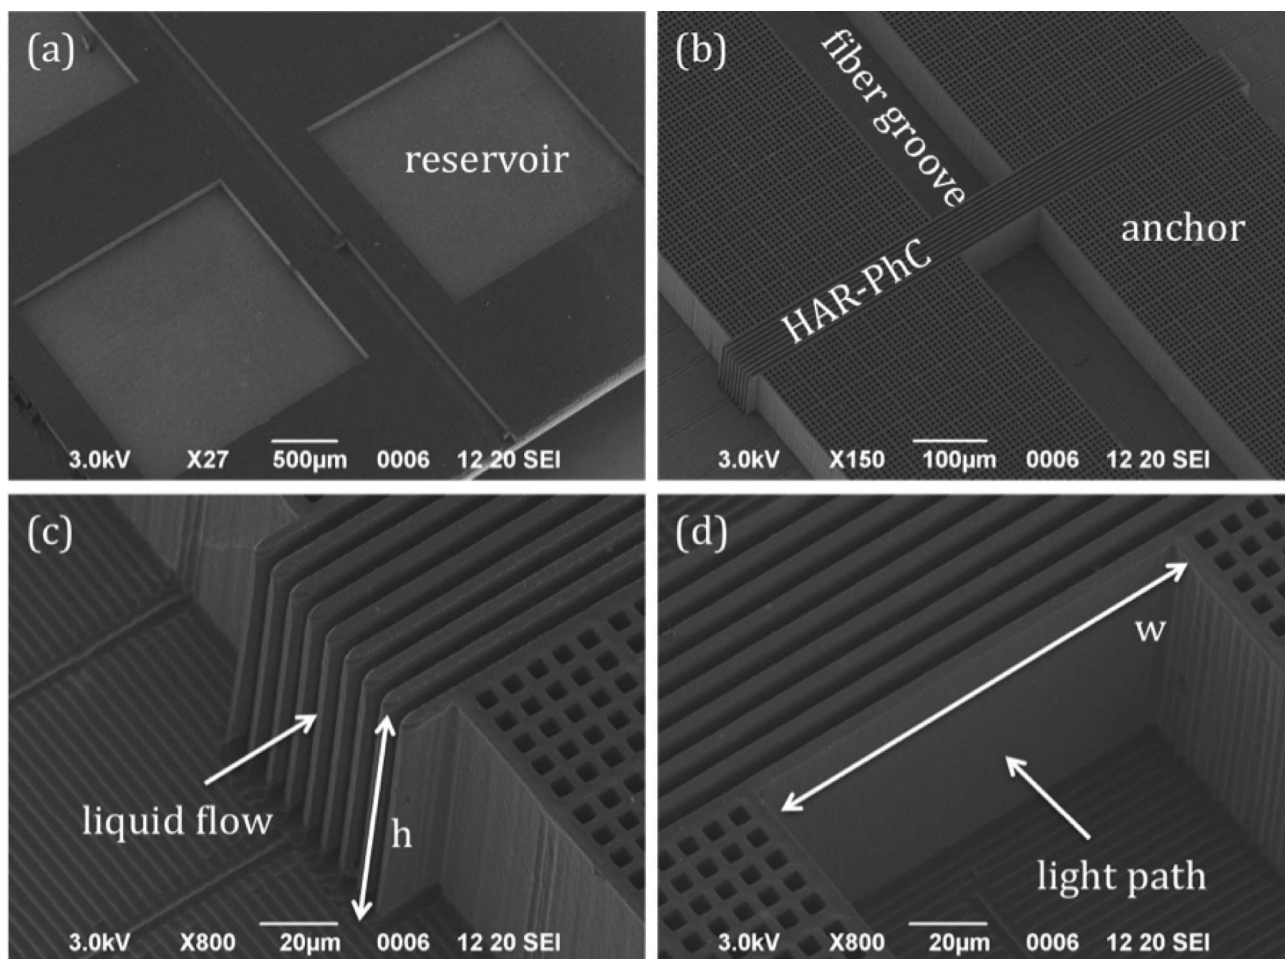 (a)
reservoir
3.0kV X27 500µm 0006 12 20 SEI
(b)
fiber groove
HAR-PhC
anchor
3.0kV X150 100µm 0006 12 20 SEI
(c)
liquid flow
h
3.0kV X800 20µm 0006 12 20 SEI
(d)
w
light path
3.0kV X800 20µm 0006 12 20 SEI